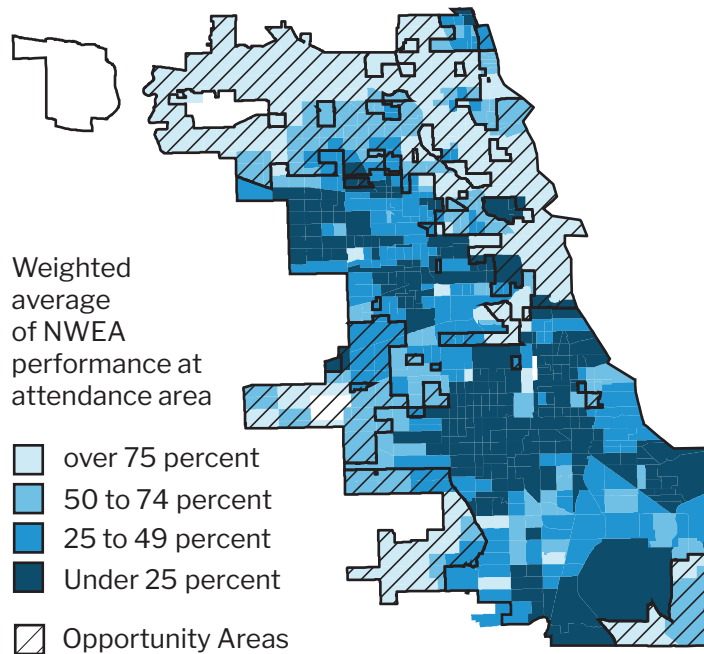 Weighted
average
of NWEA
performance at
attendance area
over 75 percent
50 to 74 percent
25 to 49 percent
Under 25 percent
Opportunity Areas